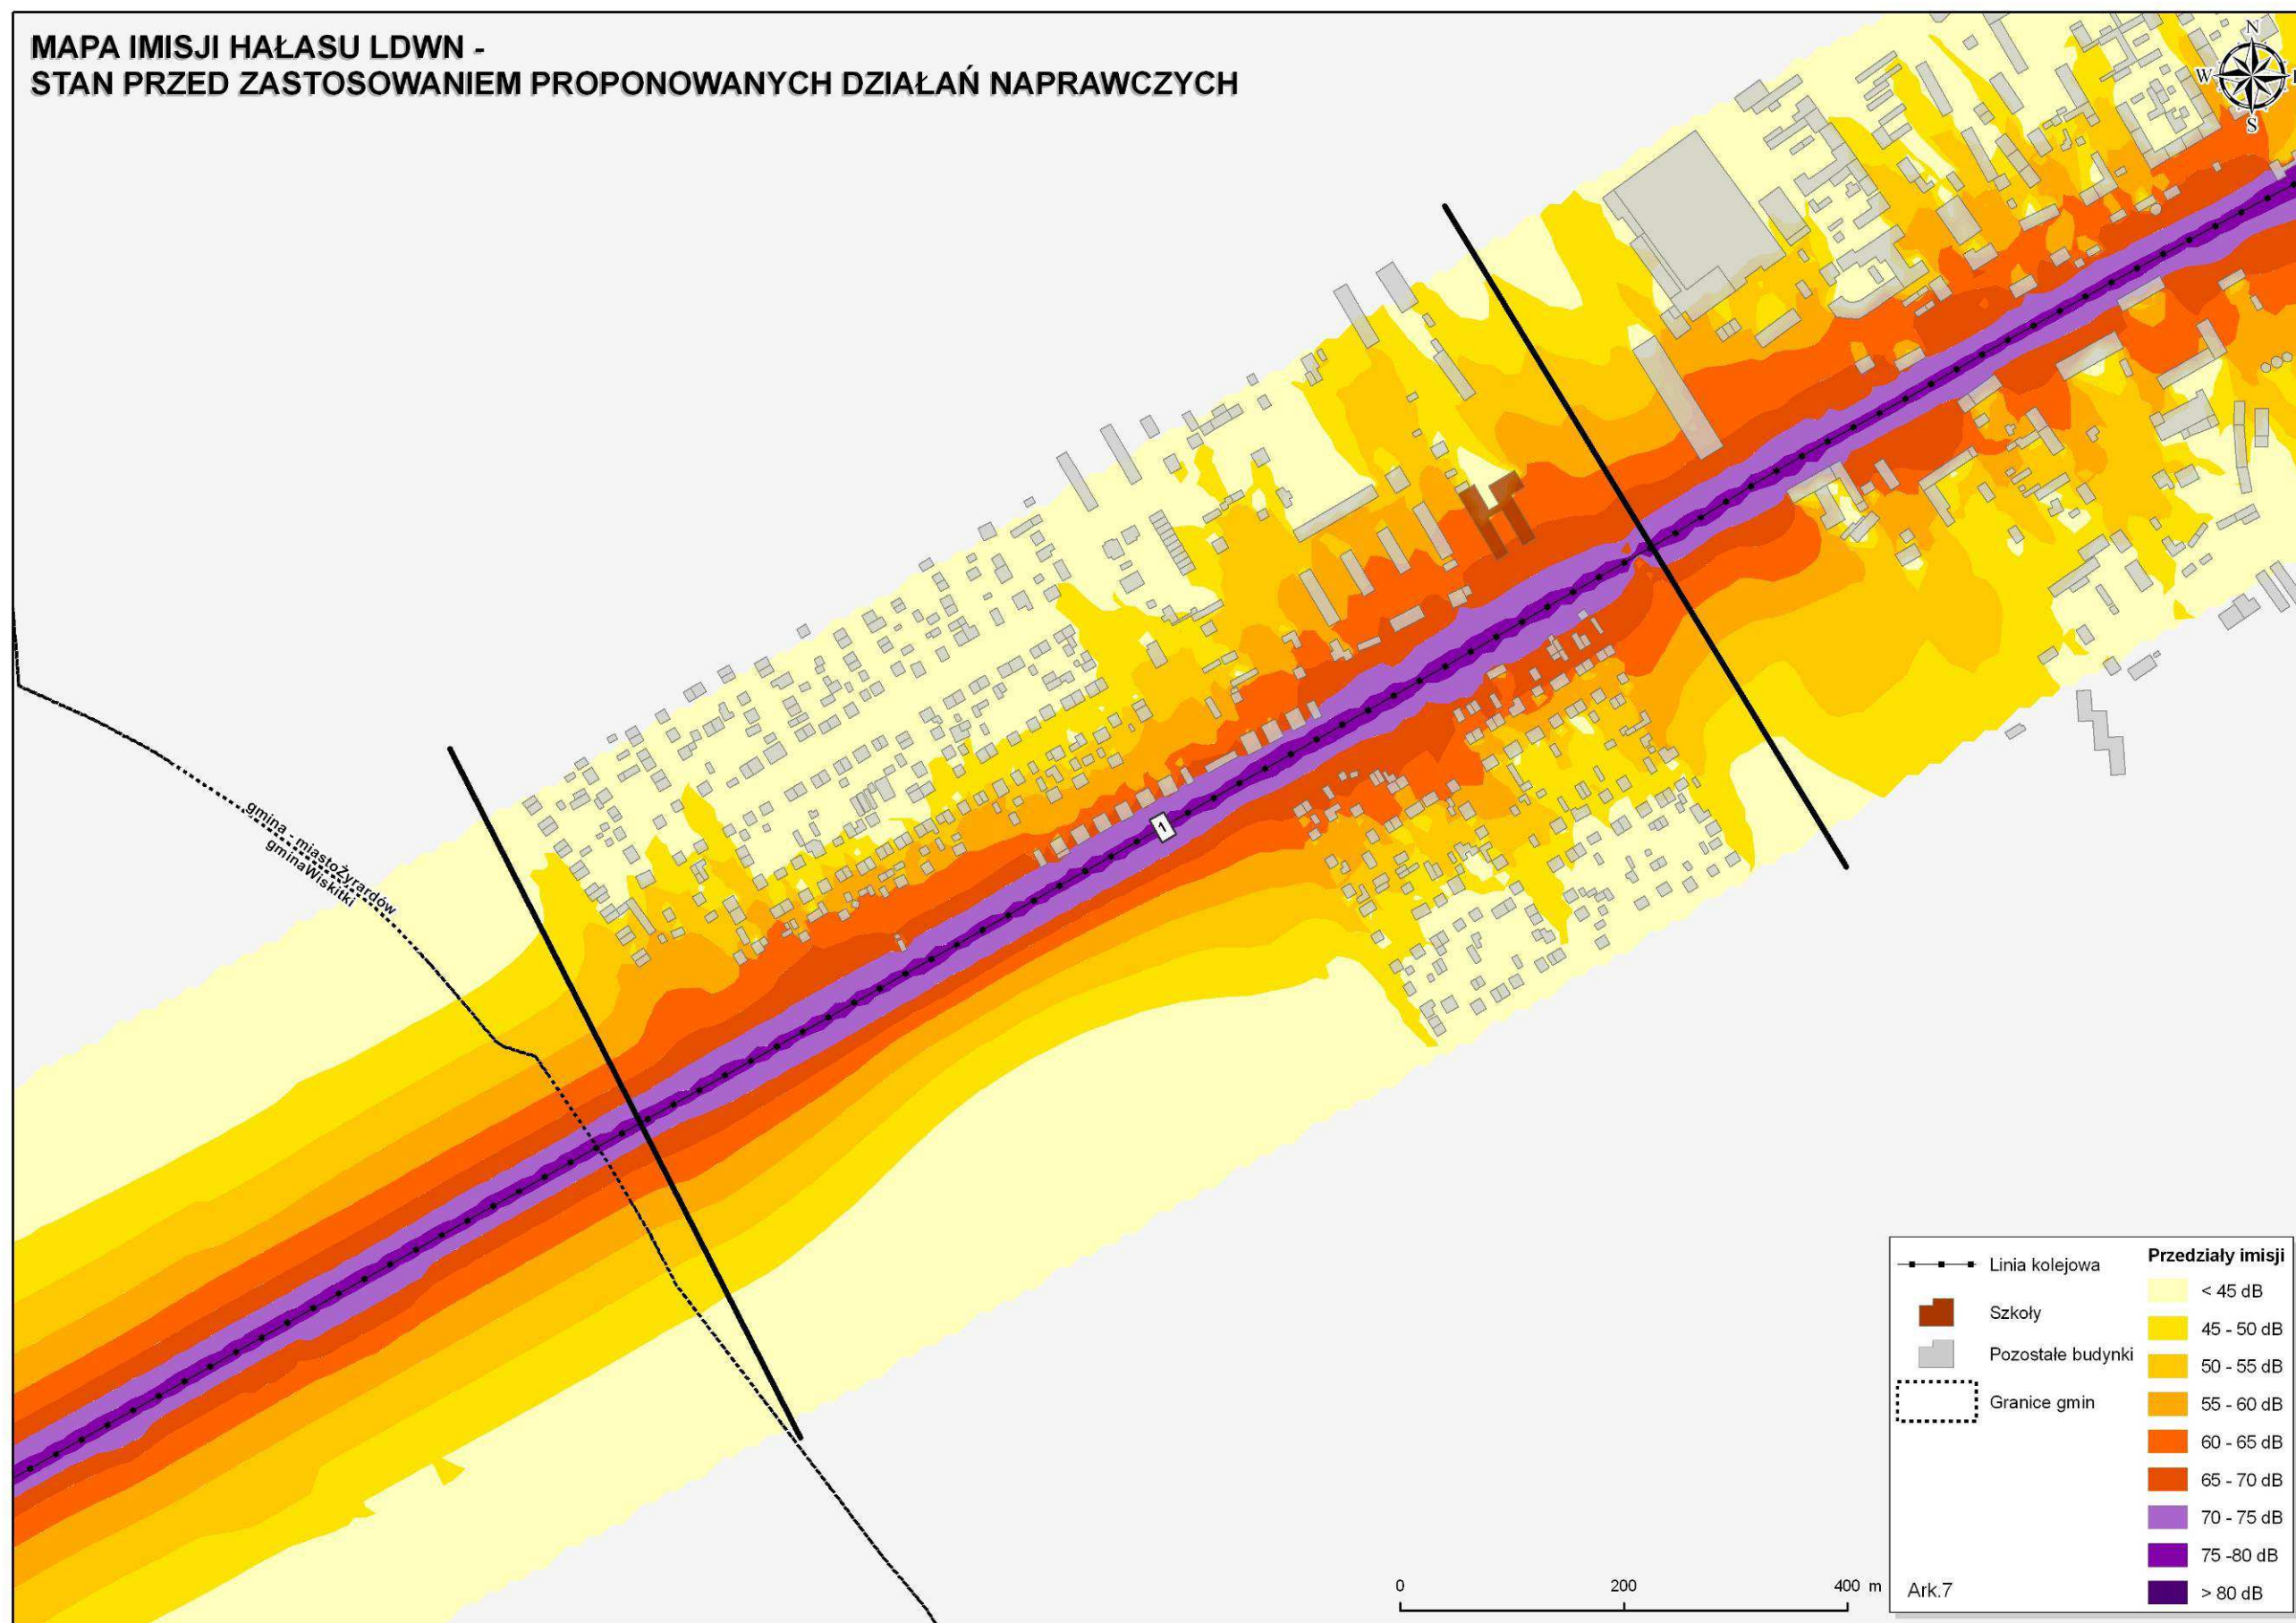 MAPA IMISJI HAŁASU LDWN -
STAN PRZED ZASTOSOWANIEM PROPONOWANYCH DZIAŁAŃ NAPRAWCZYCH
N
W
S
gmina - miastoŻyrardów
gminaWiskitki
1
Linia kolejowa
Szkoły
Pozostałe budynki
Granice gmin
Ark.7
Przedziały imisji
< 45 dB
45 - 50 dB
50 - 55 dB
55 - 60 dB
60 - 65 dB
65 - 70 dB
70 - 75 dB
75 -80 dB
> 80 dB
0 200 400 m